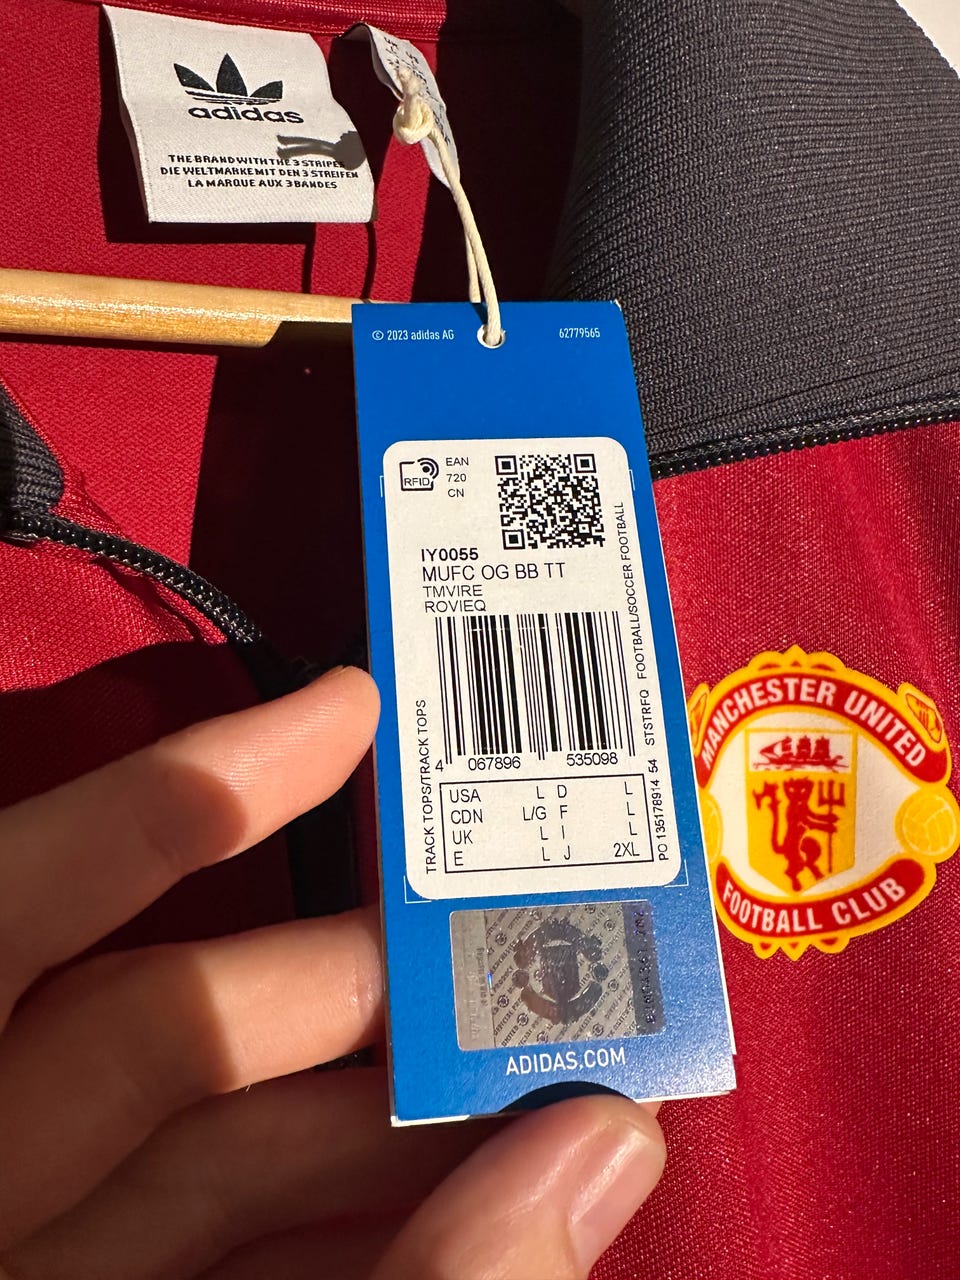 adidas
THE BRAND WITH THE 3 STRIPES
DIE WELTMARKE MIT DEN 3 STREIFEN
LA MARQUE AUX 3 BANDES
© 2023 adidas AG
62779565
RFID
EAN
720
CN
IY0055
MUFC OG BB TT
TMVIRE
ROVIEQ
TRACK TOPS/TRACK TOPS
STSTRFQ FOOTBALL/SOCCER FOOTBALL
4 067896 535098
USA L D L
CDN L/G F L
UK L I L
E L J 2XL
PO 135178914 54
ADIDAS.COM
MANCHESTER UNITED
FOOTBALL CLUB